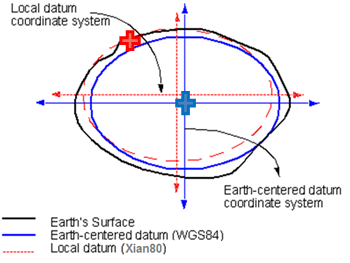 Local datum
coordinate system
Earth-centered datum
coordinate system
Earth's Surface
Earth-centered datum (WGS84)
Local datum (Xian80)